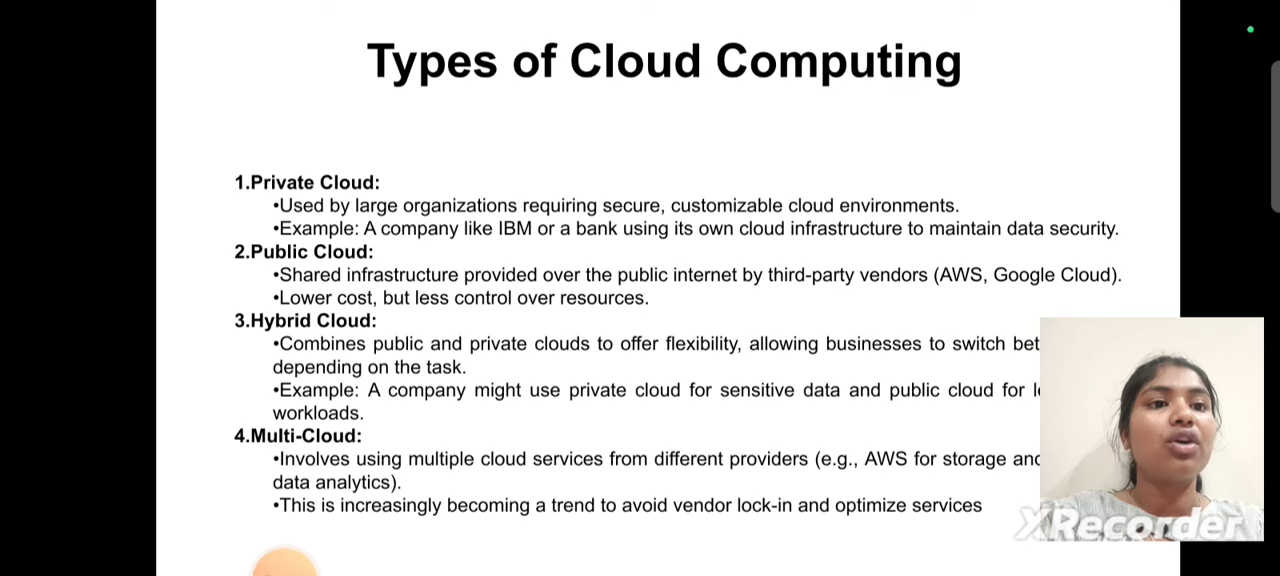 Types of Cloud Computing
1.Private Cloud:
•Used by large organizations requiring secure, customizable cloud environments.
•Example: A company like IBM or a bank using its own cloud infrastructure to maintain data security.
2.Public Cloud:
•Shared infrastructure provided over the public internet by third-party vendors (AWS, Google Cloud).
•Lower cost, but less control over resources.
3.Hybrid Cloud:
•Combines public and private clouds to offer flexibility, allowing businesses to switch
depending on the task.
•Example: A company might use private cloud for sensitive data and public cloud for
workloads.
4.Multi-Cloud:
•Involves using multiple cloud services from different providers (e.g., AWS for storage
data analytics).
•This is increasingly becoming a trend to avoid vendor lock-in and optimize services
XRecorder